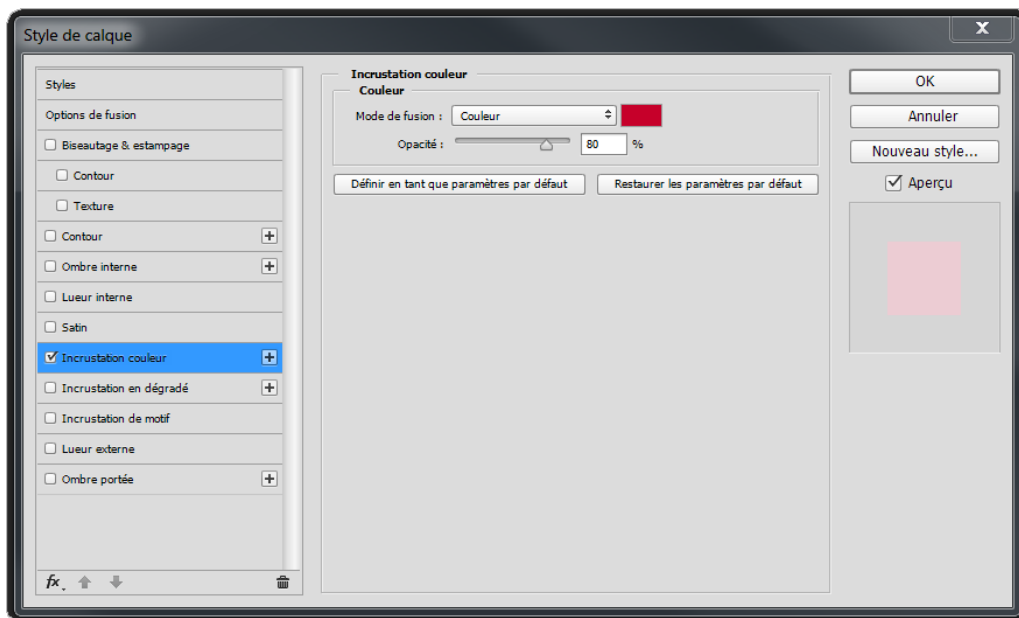 Style de calque
X
Styles
Options de fusion
Biseautage & estampage
Contour
Texture
Contour
Ombre interne
Lueur interne
Satin
Incrustation couleur
Incrustation en dégradé
Incrustation de motif
Lueur externe
Ombre portée
fx.
Incrustation couleur
Couleur
Mode de fusion : Couleur
Opacité : 80 %
Définir en tant que paramètres par défaut Restaurer les paramètres par défaut
OK
Annuler
Nouveau style...
Aperçu